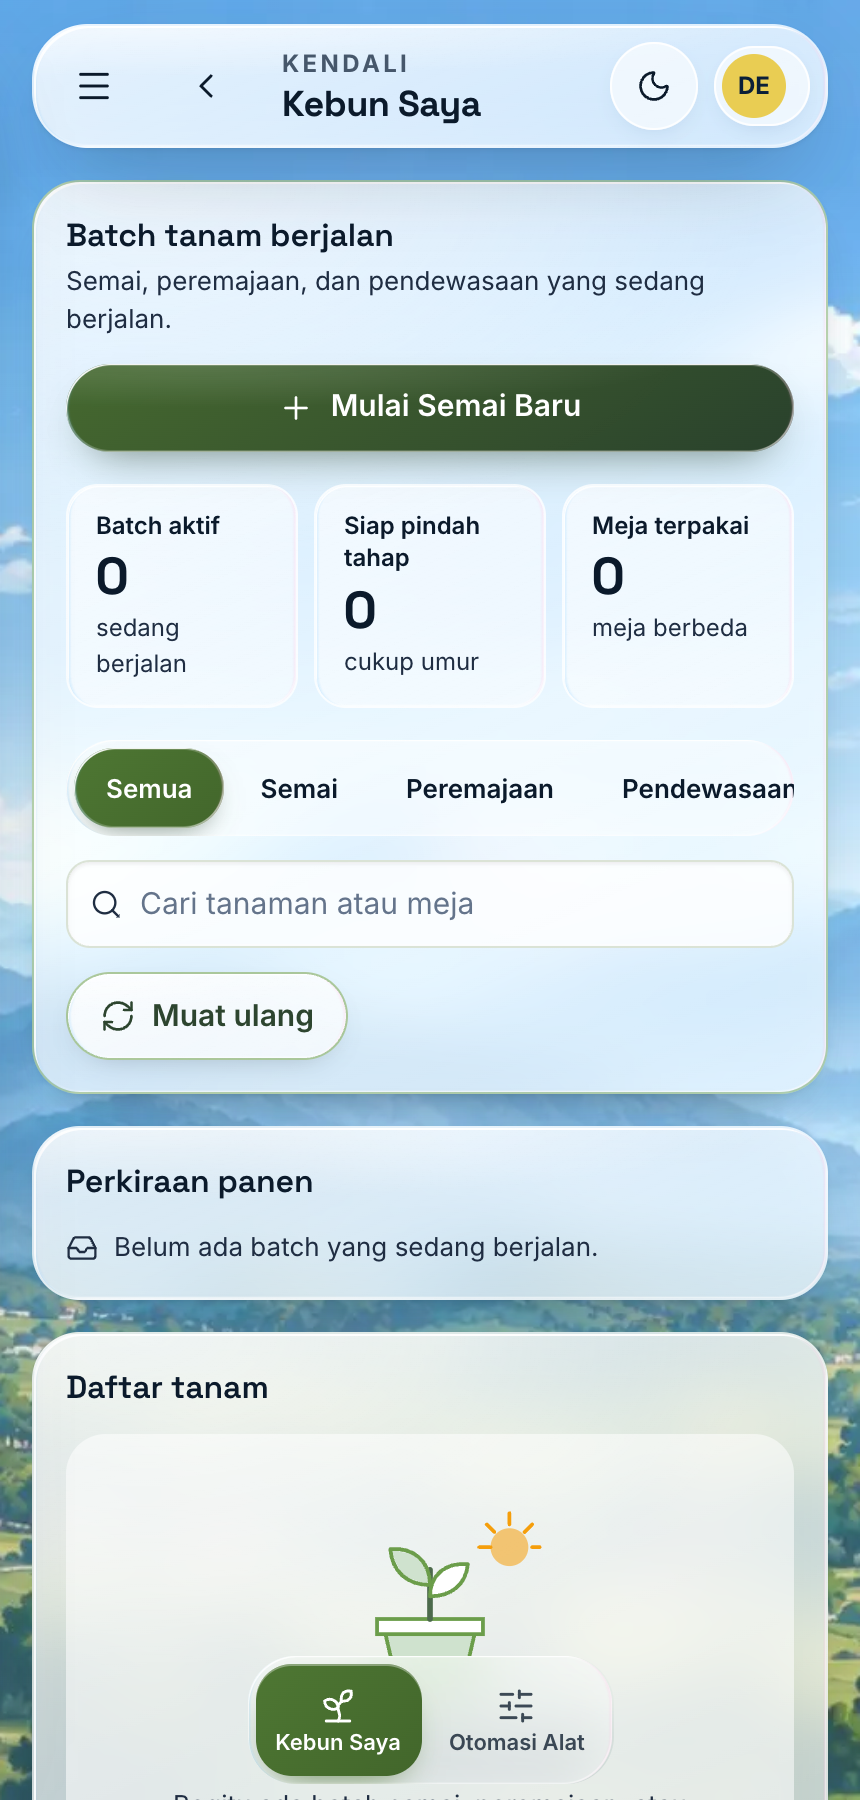 KENDALI
Kebun Saya
DE
Batch tanam berjalan
Semai, peremajaan, dan pendewasaan yang sedang
berjalan.
Mulai Semai Baru
Batch aktif
0
sedang
berjalan
Siap pindah
tahap
0
cukup umur
Meja terpakai
0
meja berbeda
Semua
Semai
Peremajaan
Pendewasaan
Cari tanaman atau meja
Muat ulang
Perkiraan panen
Belum ada batch yang sedang berjalan.
Daftar tanam
Kebun Saya
Otomasi Alat